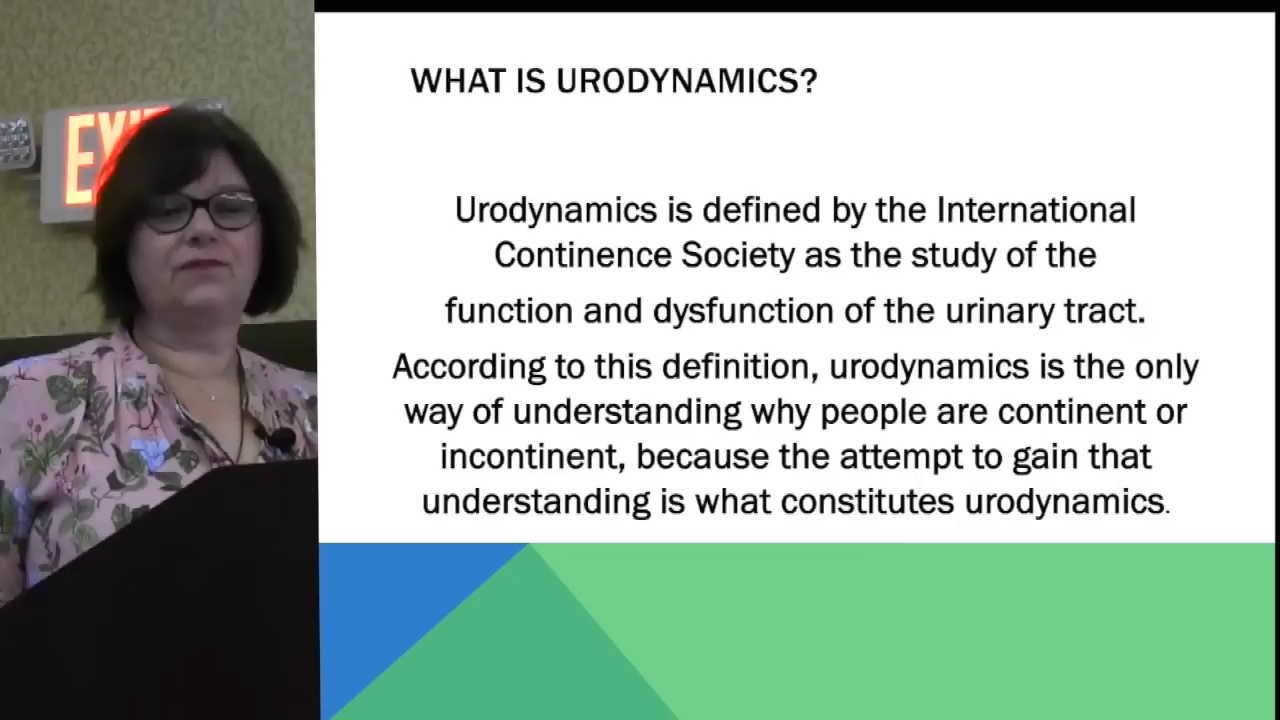 EXIT
WHAT IS URODYNAMICS?
Urodynamics is defined by the International
Continence Society as the study of the
function and dysfunction of the urinary tract.
According to this definition, urodynamics is the only
way of understanding why people are continent or
incontinent, because the attempt to gain that
understanding is what constitutes urodynamics.